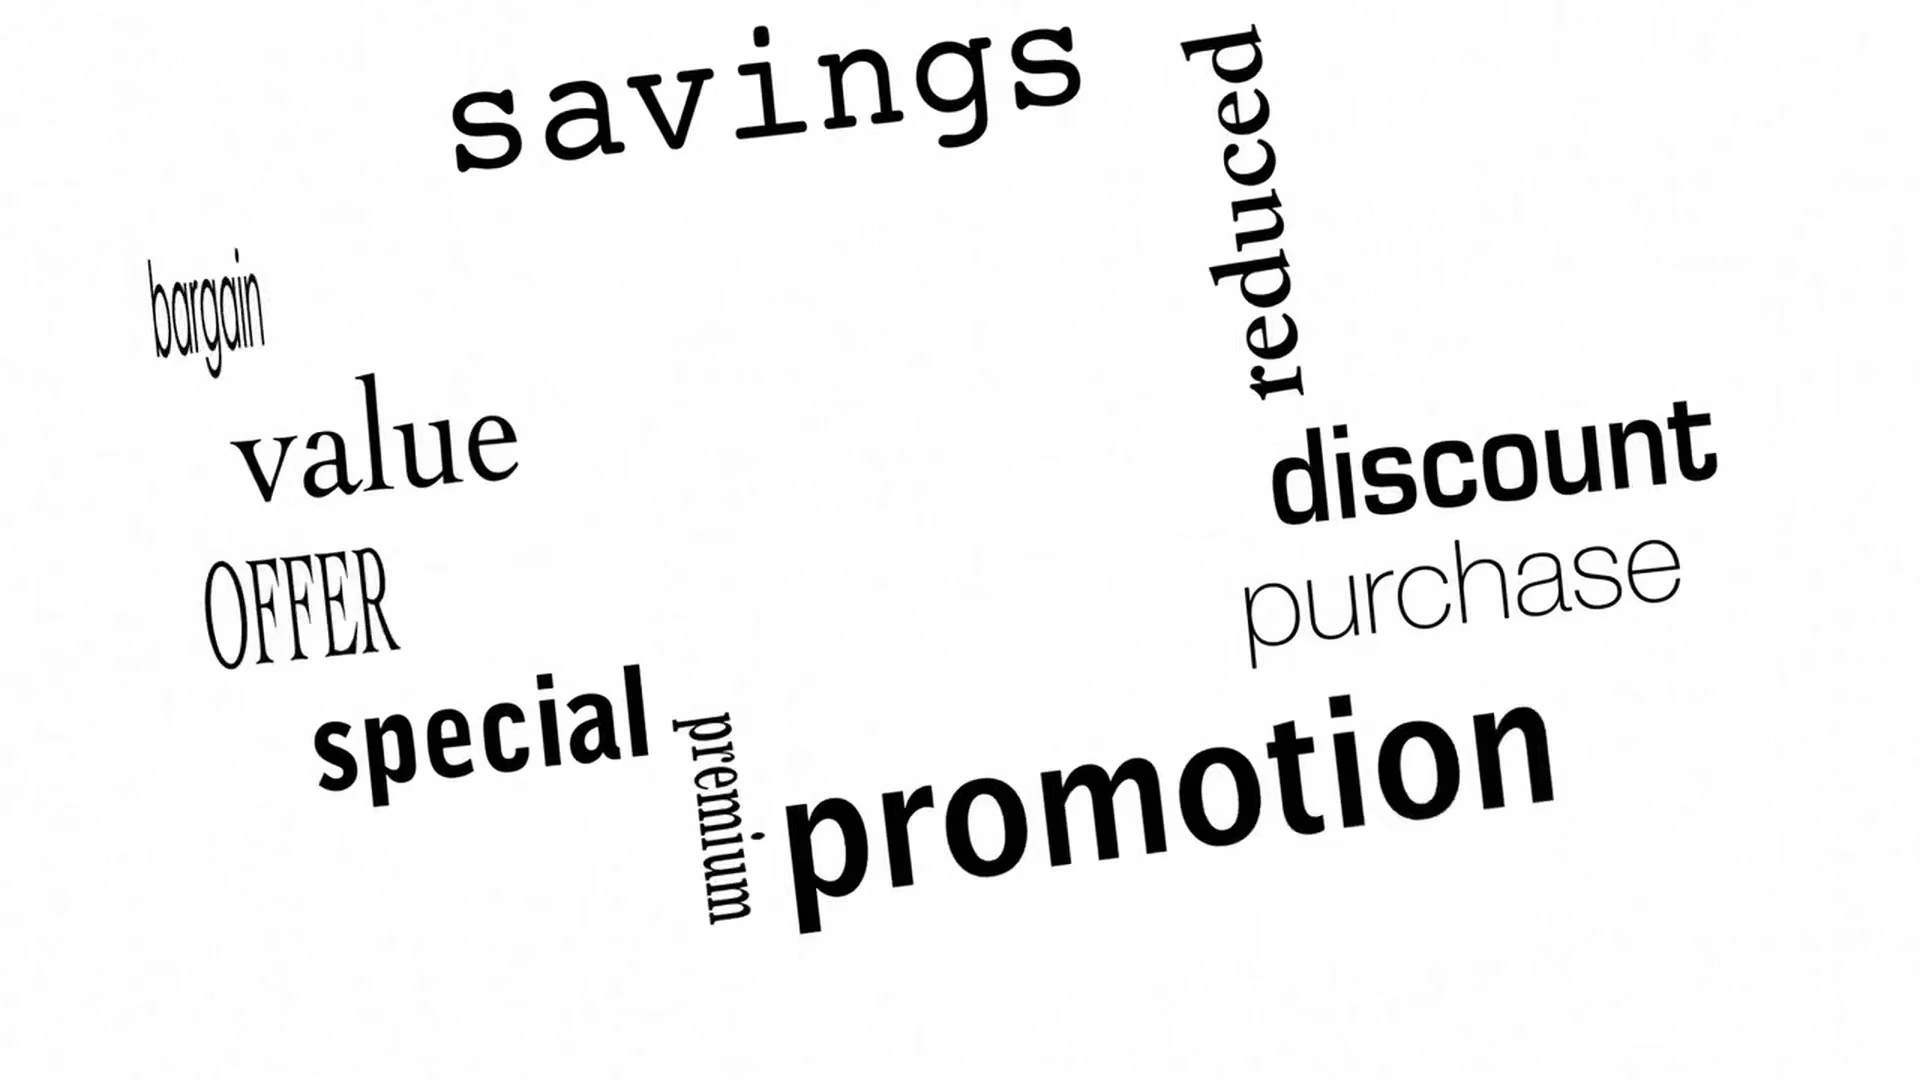 savings
reduced
bargain
value
discount
OFFER
purchase
special
premium
promotion